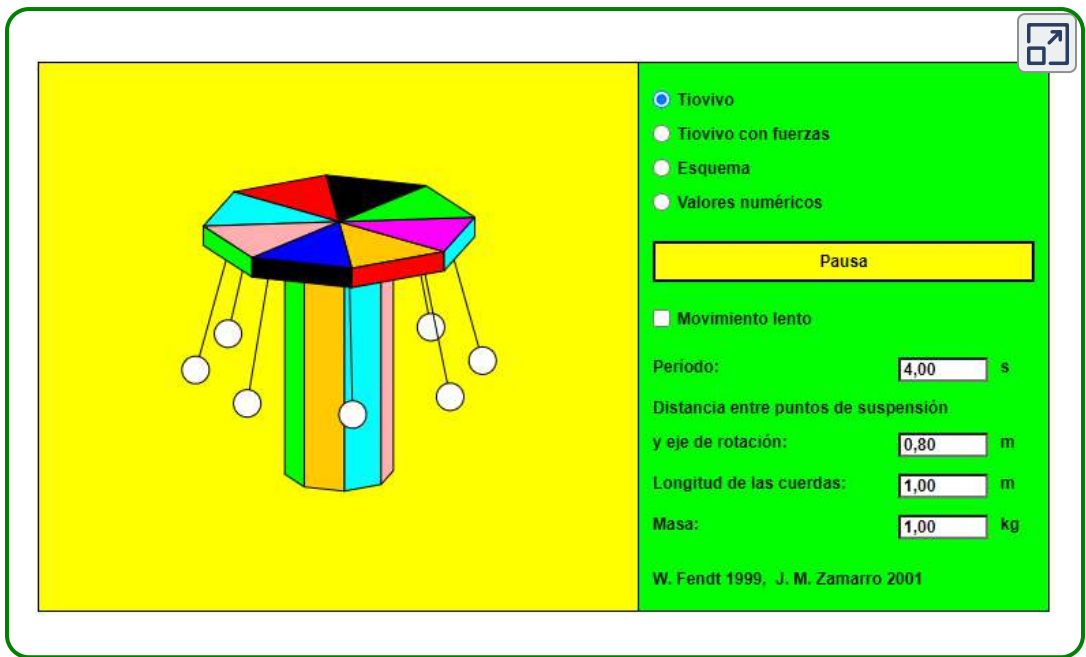 Tiovivo
Tiovivo con fuerzas
Esquema
Valores numéricos
Pausa
Movimiento lento
Período: 4,00 s
Distancia entre puntos de suspensión
y eje de rotación: 0,80 m
Longitud de las cuerdas: 1,00 m
Masa: 1,00 kg
W. Fendt 1999, J. M. Zamarro 2001